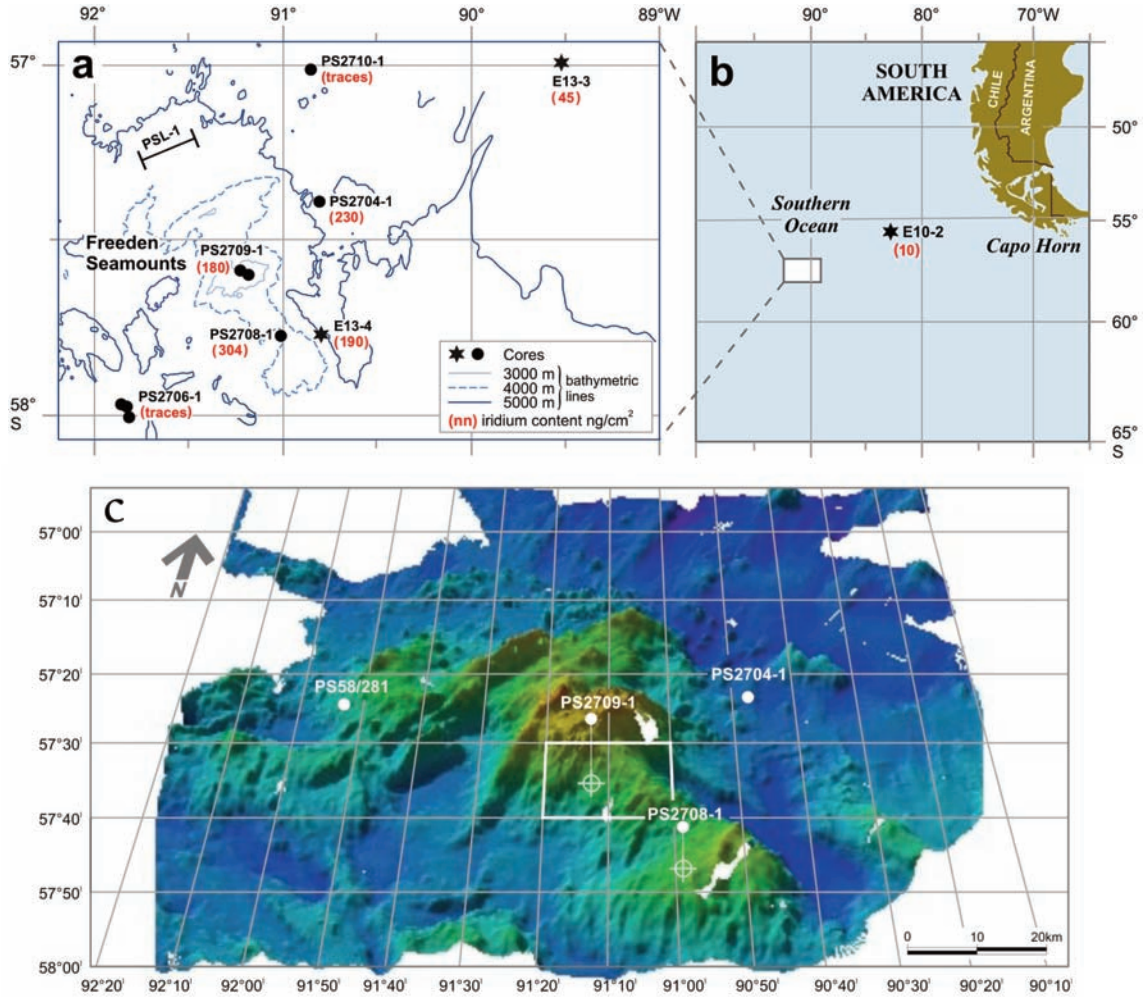 92°
91°
90°
89°W
57°
58°
S
a
PS2710-1
(traces)
E13-3
(45)
PSL-1
PS2704-1
(230)
Freeden
Seamounts
PS2709-1
(180)
PS2708-1
(304)
E13-4
(190)
PS2706-1
(traces)
Cores
3000 m
4000 m
5000 m
bathymetric
lines
(nn) iridium content ng/cm²
90°
80°
70°W
50°
55°
60°
65°
S
b
SOUTH
AMERICA
CHILE
ARGENTINA
Southern
Ocean
E10-2
(10)
Capo Horn
c
N
57°00'
57°10'
57°20'
57°30'
57°40'
57°50'
58°00'
PS58/281
PS2709-1
PS2704-1
PS2708-1
0 10 20km
92°20' 92°10' 92°00' 91°50' 91°40' 91°30' 91°20' 91°10' 91°00' 90°50' 90°40' 90°30' 90°20' 90°10'